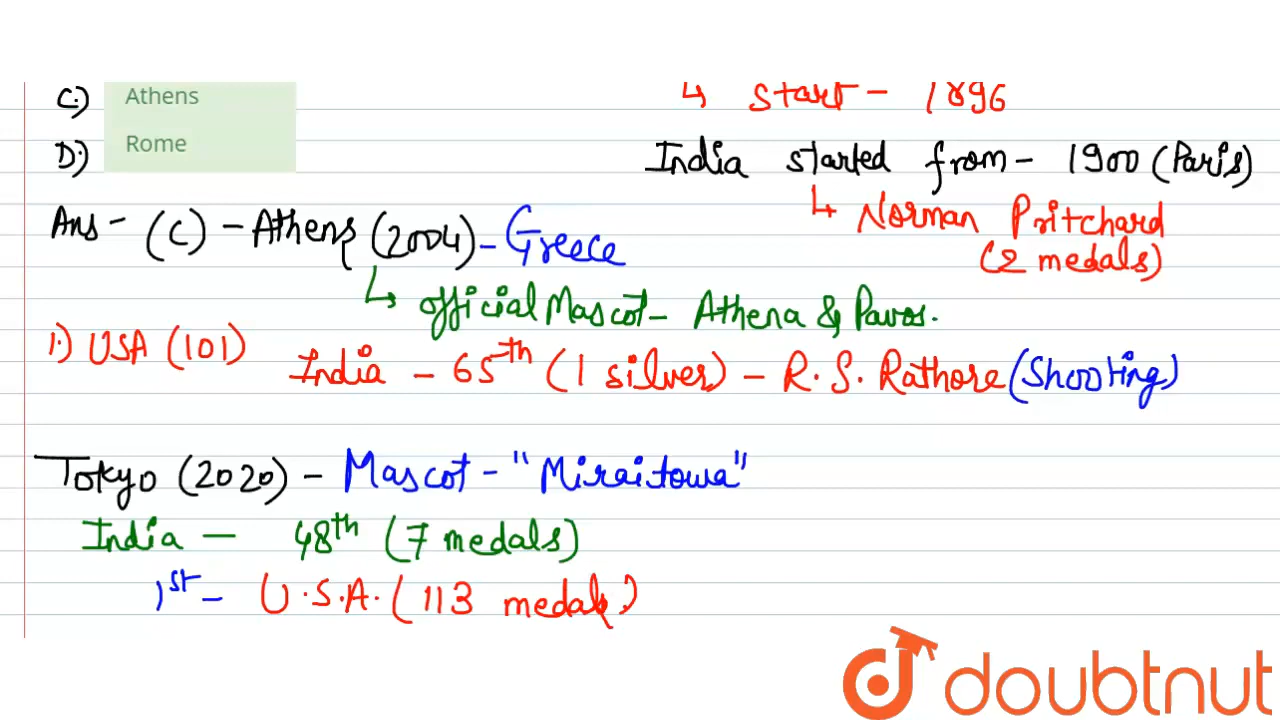 C.) Athens
↳ start - 1896
D.) Rome
India started from - 1900 (Paris)
↳ Norman Pritchard
(2 medals)
Ans - (C) - Athens (2004) - Greece
↳ official Mascot - Athena & Pavos.
1.) USA (101)
India - 65th (1 silver) - R. S. Rathore (Shooting)
Tokyo (2020) - Mascot - "Miraitowa"
India - 48th (7 medals)
1st - U.S.A. (113 medals)
doubtnut